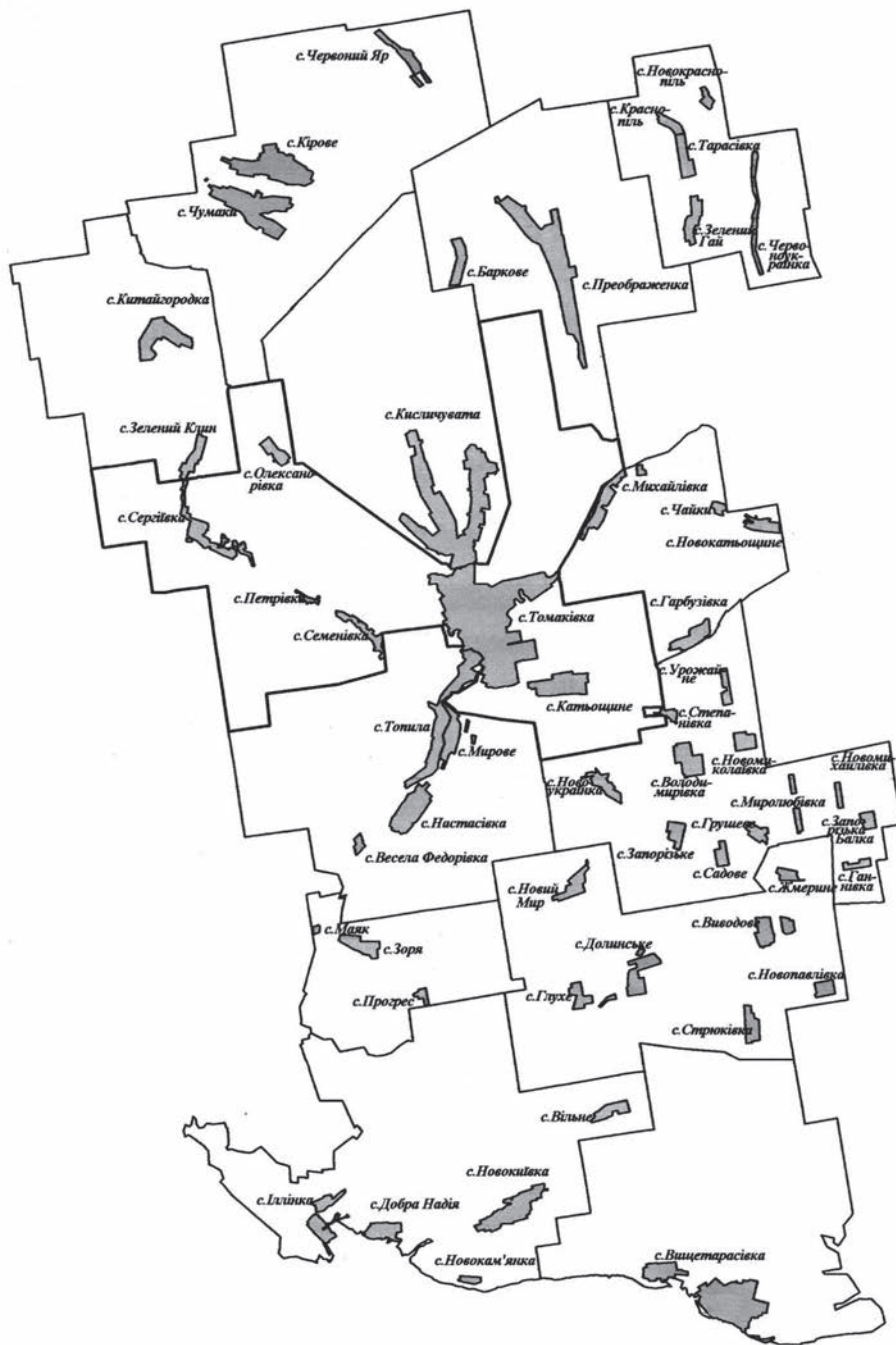 с.Червоний Яр
с.Новокрасно-
піль
с.Красно-
піль
с.Тарасівка
с.Кірове
с.Чумаки
с.Зелений
Гай
с.Черво-
ноук-
раїнка
с.Баркове
с.Преображенка
с.Китайгородка
с.Кисличувата
с.Зелений Клин
с.Олексано-
рівка
с.Михайлівка
с.Чайки
с.Сергіївка
с.Новокатьощине
с.Петрівка
с.Гарбузівка
с.Семенівка
с.Томаківка
с.Урожай-
не
с.Катьощине
с.Степа-
нівка
с.Топила
с.Мирове
с.Новоми-
колаївка
с.Новоми-
хайлівка
с.Ново-
українка
с.Володи-
мирівка
с.Миролюбівка
с.Настасівка
с.Грушеве
с.Запо-
різька
Балка
с.Весела Федорівка
с.Запорізьке
с.Садове
с.Жмерине
с.Ган-
нівка
с.Новий
Мир
с.Маяк
с.Зоря
с.Долинське
с.Виводове
с.Прогрес
с.Глухе
с.Новопавлівка
с.Стрюківка
с.Вільне
с.Новокиївка
с.Іллінка
с.Добра Надія
с.Новокам'янка
с.Вищетарасівка